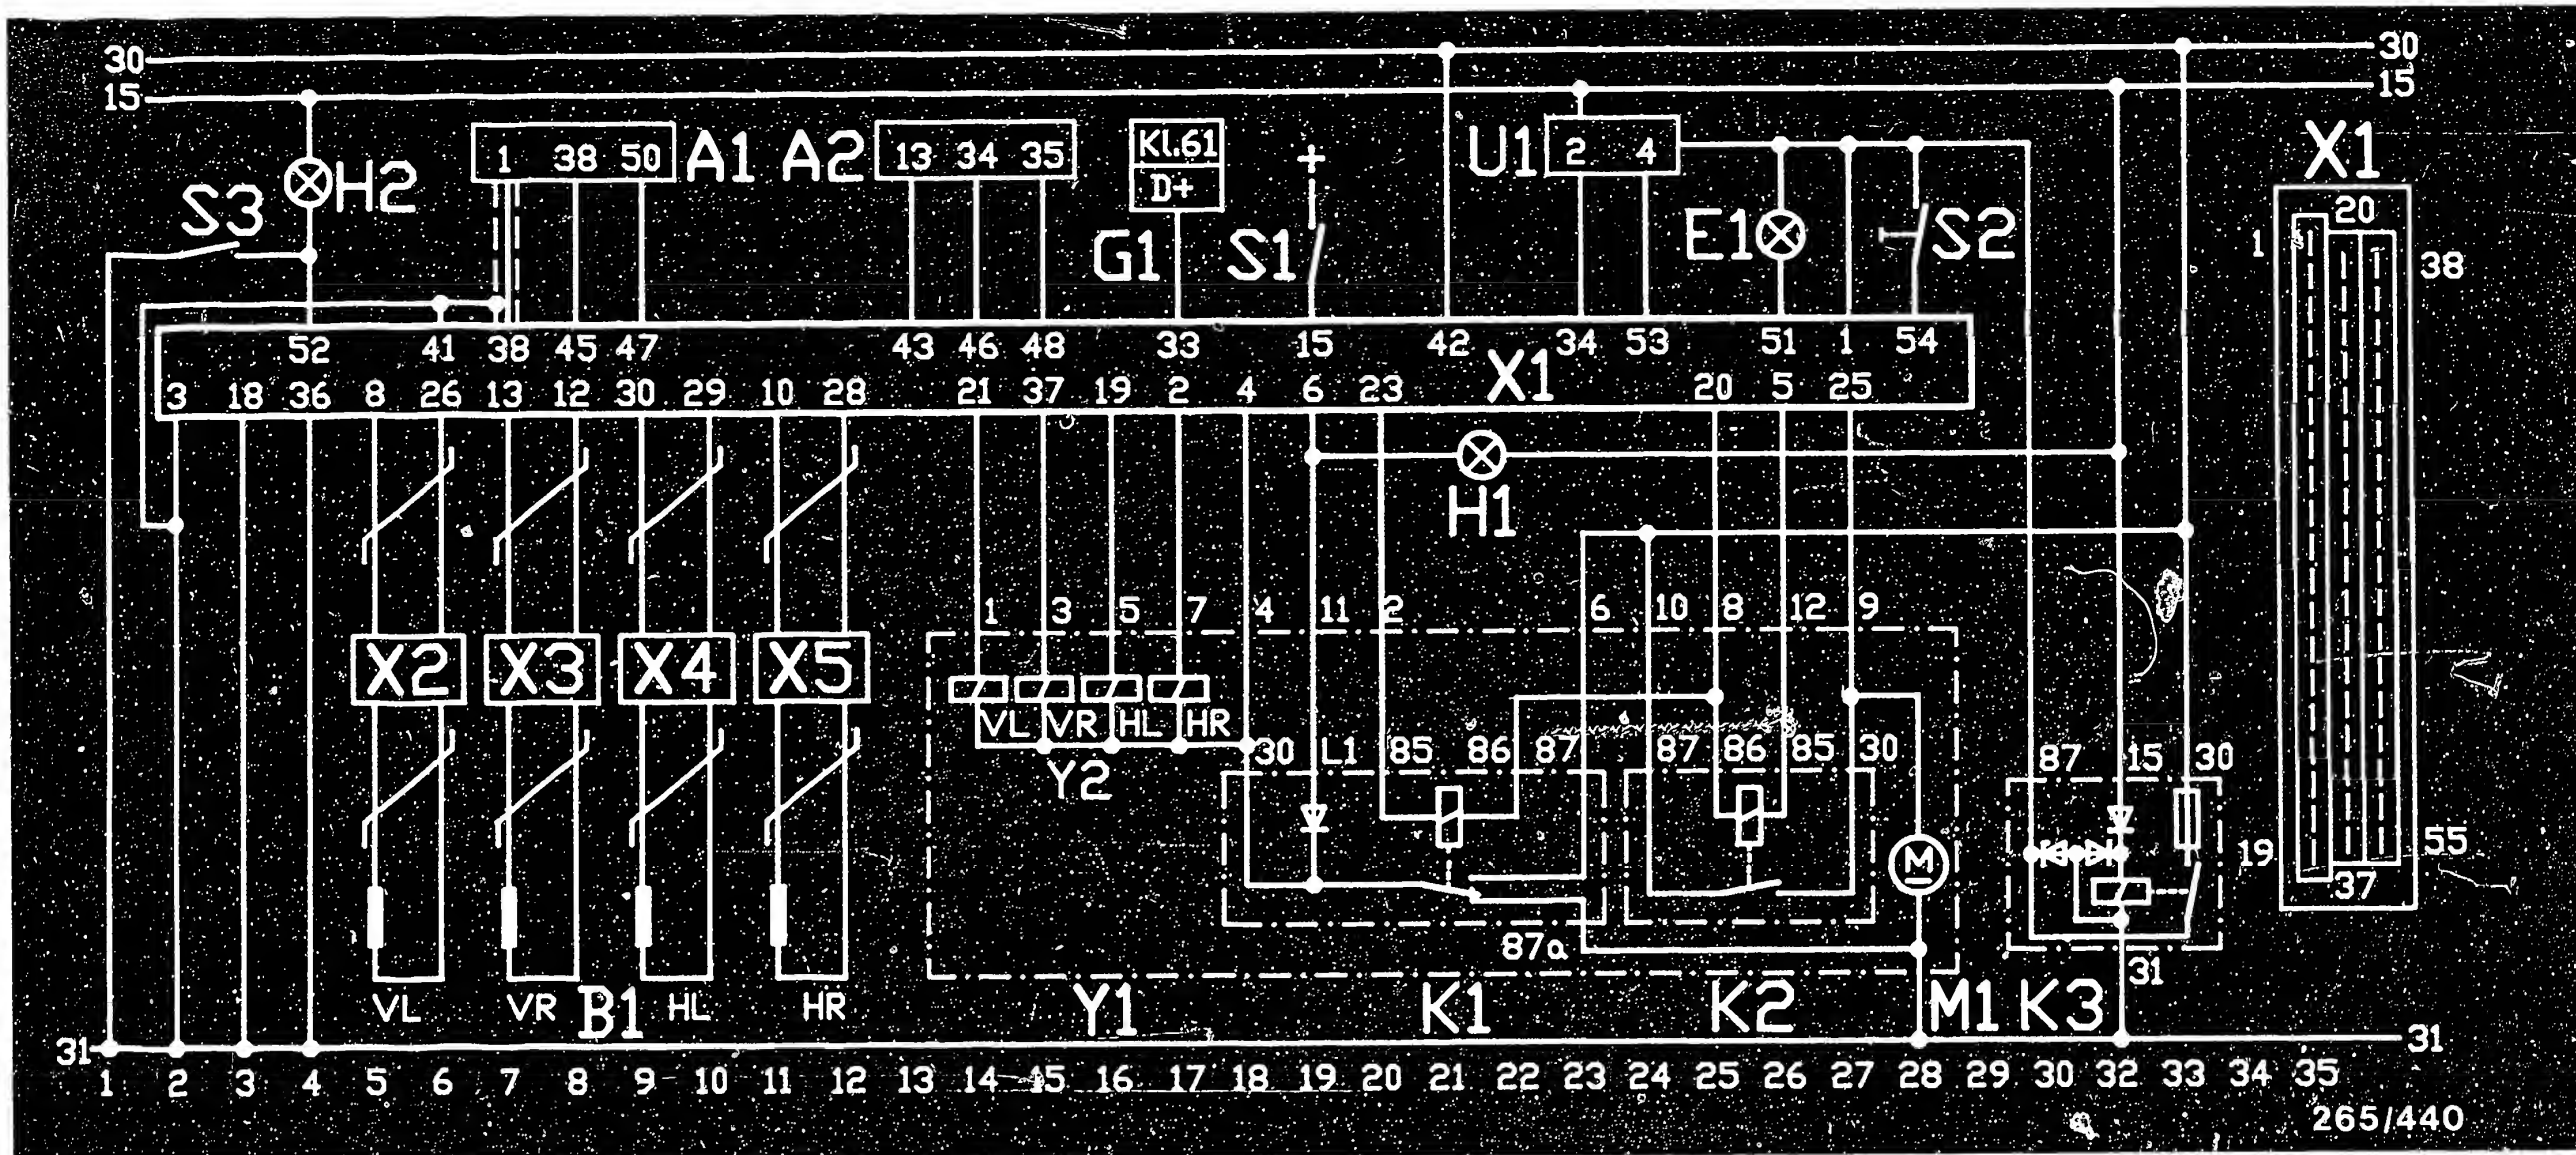 30 30
15 15
1 38 50 A1 A2 13 34 35 Kl.61 U1 2 4 X1
D+
S3 H2 G1 S1 + E1 S2 20
1 38
52 41 38 45 47 43 46 48 33 15 42 34 53 51 1 54
X1
3 18 36 8 26 13 12 30 29 10 28 21 37 19 2 4 6 23 20 5 25
H1
1 3 5 7 4 11 2 6 10 8 12 9
X2 X3 X4 X5
VL VR HL HR
30 L1 85 86 87 87 86 85 30 87 15 30
Y2
M
19 55
37
87a
31
VL VR B1 HL HR Y1 K1 K2 M1 K3
31 31
1 2 3 4 5 6 7 8 9 10 11 12 13 14 15 16 17 18 19 20 21 22 23 24 25 26 27 28 29 30 32 33 34 35
265/440